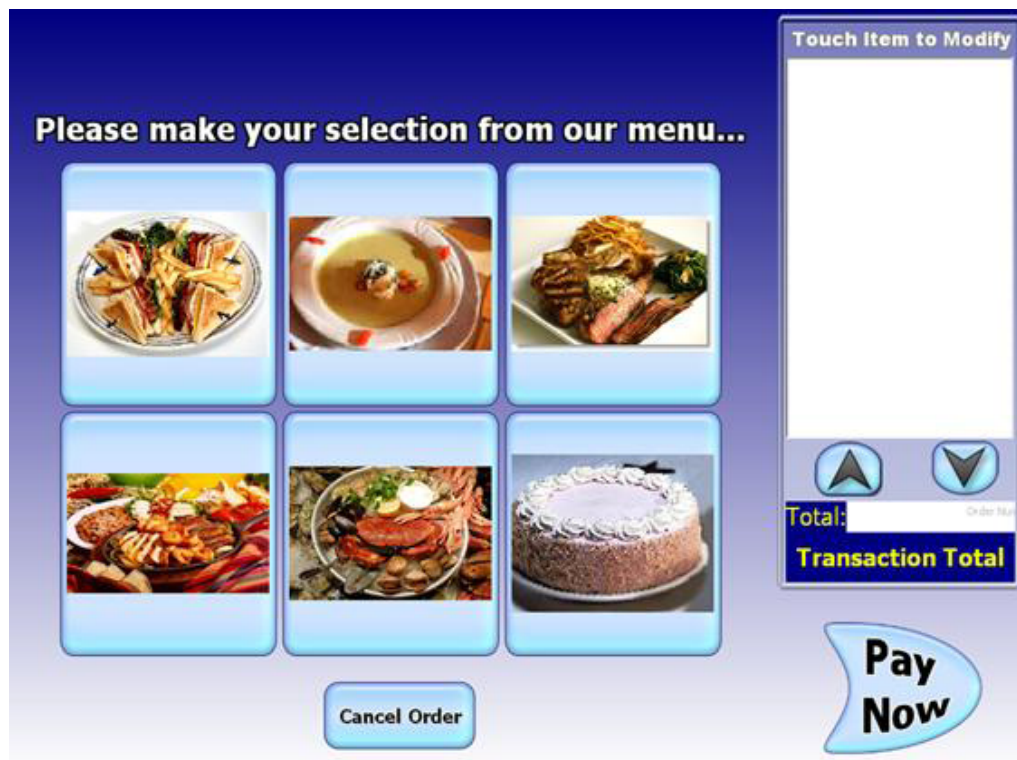 Touch Item to Modify
Please make your selection from our menu...
Total:
Transaction Total
Pay
Now
Cancel Order